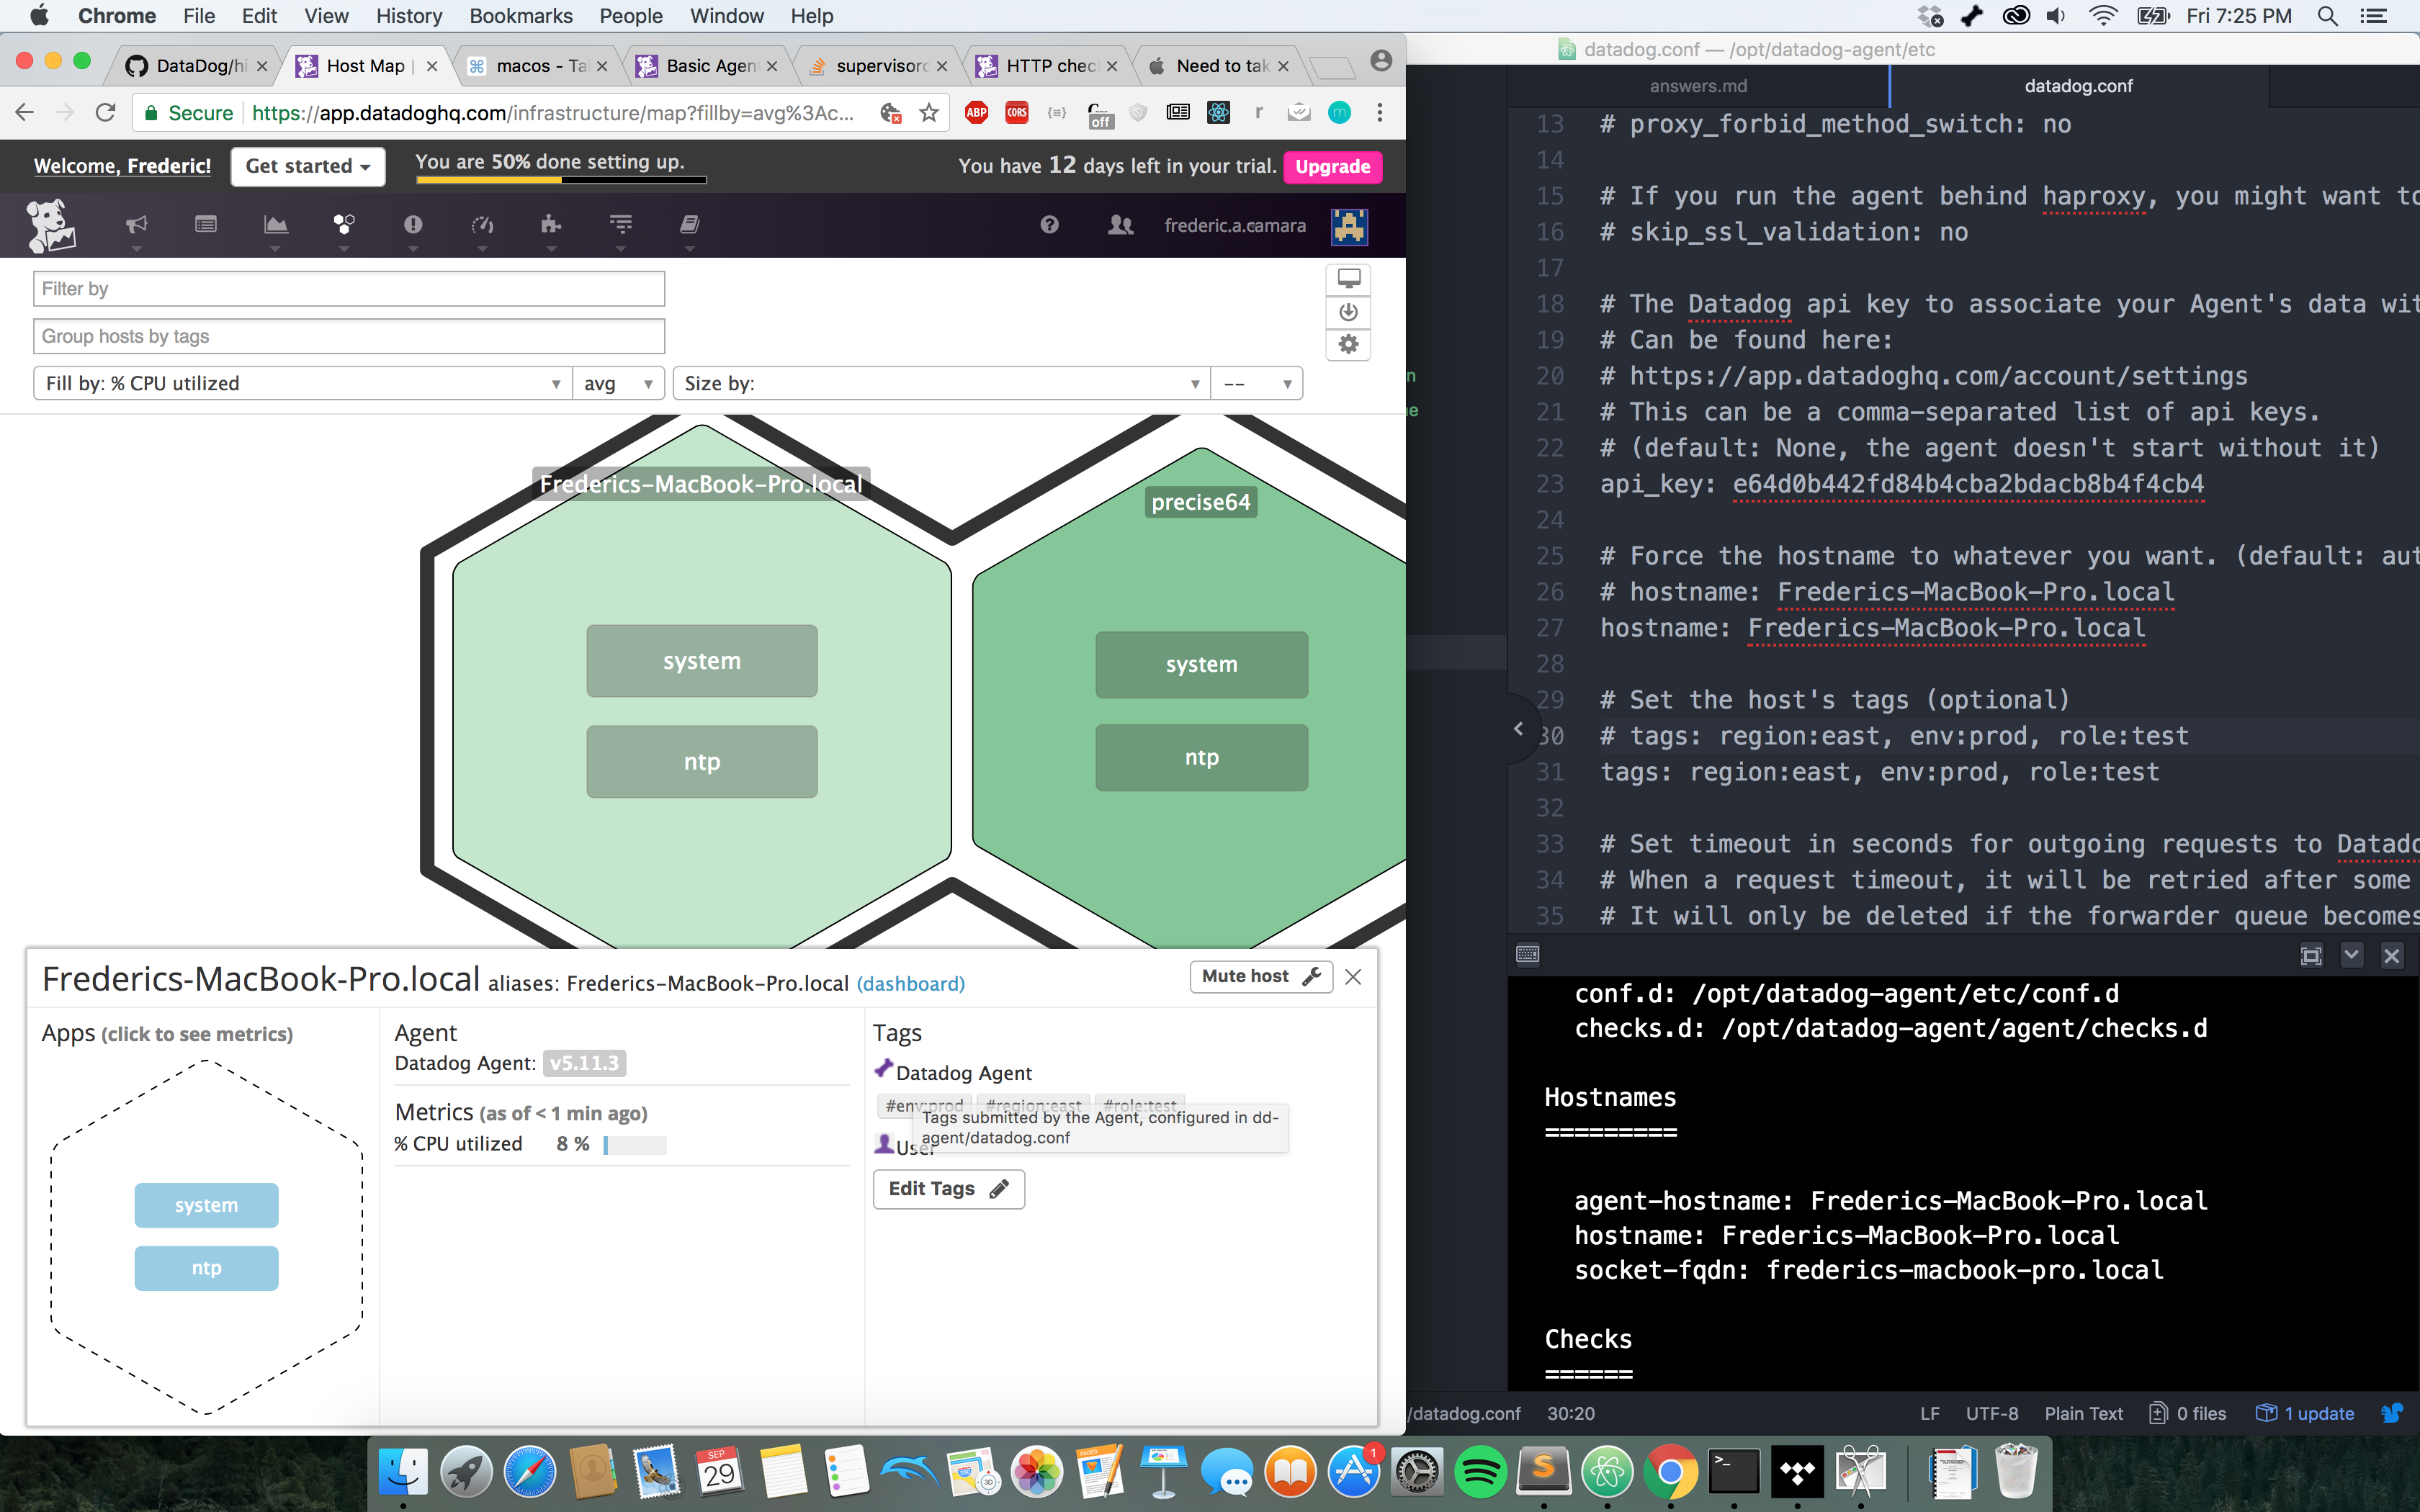 Chrome File Edit View History Bookmarks People Window Help
Fri 7:25 PM
DataDog/hi
Host Map |
macos - Tal
Basic Agen
supervisord
HTTP chec
Need to tak
Secure https://app.datadoghq.com/infrastructure/map?fillby=avg%3Ac...
ABP
CORS
off
r
m
Welcome, Frederic!
Get started
You are 50% done setting up.
You have 12 days left in your trial.
Upgrade
frederic.a.camara
Filter by
Group hosts by tags
Fill by: % CPU utilized
avg
Size by:
--
Frederics-MacBook-Pro.local
system
ntp
precise64
system
ntp
Frederics-MacBook-Pro.local aliases: Frederics-MacBook-Pro.local (dashboard)
Mute host
Apps (click to see metrics)
system
ntp
Agent
Datadog Agent: v5.11.3
Metrics (as of < 1 min ago)
% CPU utilized 8 %
Tags
Datadog Agent
#env:prod #region:east #role:test
Tags submitted by the Agent, configured in dd-
agent/datadog.conf
User
Edit Tags
datadog.conf — /opt/datadog-agent/etc
answers.md
datadog.conf
n
e
13 # proxy_forbid_method_switch: no
14
15 # If you run the agent behind haproxy, you might want to
16 # skip_ssl_validation: no
17
18 # The Datadog api key to associate your Agent's data wit
19 # Can be found here:
20 # https://app.datadoghq.com/account/settings
21 # This can be a comma-separated list of api keys.
22 # (default: None, the agent doesn't start without it)
23 api_key: e64d0b442fd84b4cba2bdacb8b4f4cb4
24
25 # Force the hostname to whatever you want. (default: aut
26 # hostname: Frederics-MacBook-Pro.local
27 hostname: Frederics-MacBook-Pro.local
28
29 # Set the host's tags (optional)
30 # tags: region:east, env:prod, role:test
31 tags: region:east, env:prod, role:test
32
33 # Set timeout in seconds for outgoing requests to Datado
34 # When a request timeout, it will be retried after some
35 # It will only be deleted if the forwarder queue becomes
conf.d: /opt/datadog-agent/etc/conf.d
checks.d: /opt/datadog-agent/agent/checks.d
Hostnames
=========
agent-hostname: Frederics-MacBook-Pro.local
hostname: Frederics-MacBook-Pro.local
socket-fqdn: frederics-macbook-pro.local
Checks
======
/datadog.conf 30:20
LF UTF-8 Plain Text 0 files 1 update
SEP
29
PAGES
3D
1